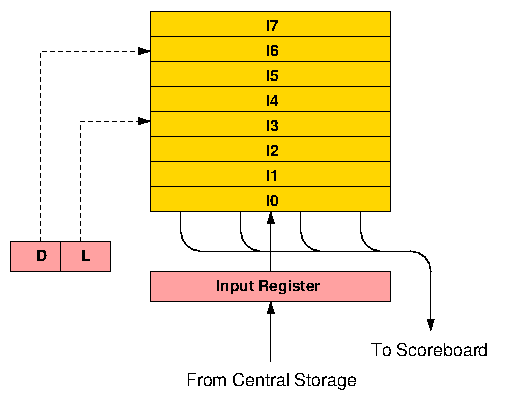 I7
I6
I5
I4
I3
I2
I1
I0
D L
Input Register
To Scoreboard
From Central Storage